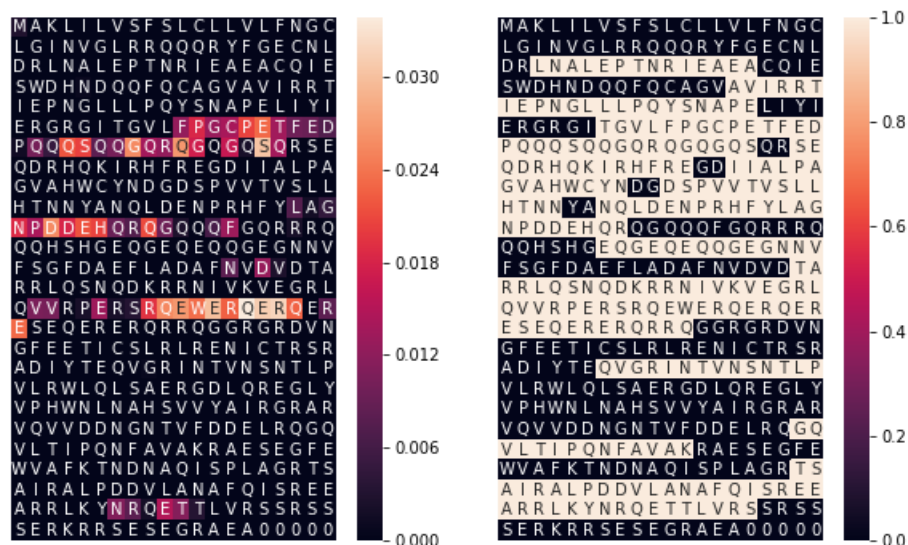 MAKLILVSFSLCLLVLFNGC
LGINVGLRRQQQRYFGECNL
DRLNALEPTNRIEAEACQIE
SWDHNDQQFQCAGVAVIRRT
IEPNGLLLPQYSNAPELIYI
ERGRGITGVLFPGCPETFED
PQQQSQQGQRQGQGQSQRSE
QDRHQKIRHFREGDIIALPA
GVAHWCYNDGDSPVVTVSLL
HTNNYANQLDENPRHFYLAG
NPDDEHQRQGQQQFGQRRRQ
QQHSHGEQGEQEQQGEGNNV
FSGFDAEFLADAFNVDVDTA
RRLQSNQDKRRNIVKVEGRL
QVVRPERSRQEWERQERQER
ESEQERERQRRQGGRGRDVN
GFEETICSLRLRENICTRSR
ADIYTEQVGRINTVNSNTLP
VLRWLQLSAERGDLQREGLY
VPHWNLNAHSVVYAIRGRAR
VQVVDDNGNTVFDDELRQGQ
VLTIPQNFAVAKRAESEGFE
WVAFKTNDNAQISPLAGRTS
AIRALPDDVLANAFQISREE
ARRLKYNRQETTLVRSSRSS
SERKRRSESEGRAEA00000
0.030
0.024
0.018
0.012
0.006
0.000
MAKLILVSFSLCLLVLFNGC
LGINVGLRRQQQRYFGECNL
DRLNALEPTNRIEAEACQIE
SWDHNDQQFQCAGVAVIRRT
IEPNGLLLPQYSNAPELIYI
ERGRGITGVLFPGCPETFED
PQQQSQQGQRQGQGQSQRSE
QDRHQKIRHFREGDIIALPA
GVAHWCYNDGDSPVVTVSLL
HTNNYANQLDENPRHFYLAG
NPDDEHQRQGQQQFGQRRRQ
QQHSHGEQGEQEQQGEGNNV
FSGFDAEFLADAFNVDVDTA
RRLQSNQDKRRNIVKVEGRL
QVVRPERSRQEWERQERQER
ESEQERERQRRQGGRGRDVN
GFEETICSLRLRENICTRSR
ADIYTEQVGRINTVNSNTLP
VLRWLQLSAERGDLQREGLY
VPHWNLNAHSVVYAIRGRAR
VQVVDDNGNTVFDDELRQGQ
VLTIPQNFAVAKRAESEGFE
WVAFKTNDNAQISPLAGRTS
AIRALPDDVLANAFQISREE
ARRLKYNRQETTLVRSSRSS
SERKRRSESEGRAEA00000
1.0
0.8
0.6
0.4
0.2
0.0